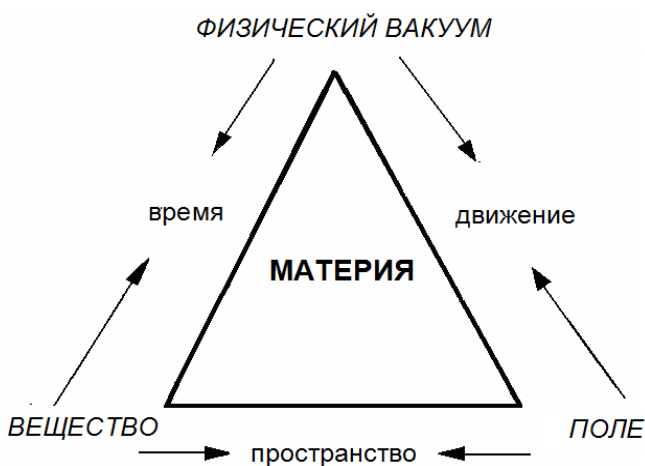 ФИЗИЧЕСКИЙ ВАКУУМ
время
движение
МАТЕРИЯ
ВЕЩЕСТВО
ПОЛЕ
пространство